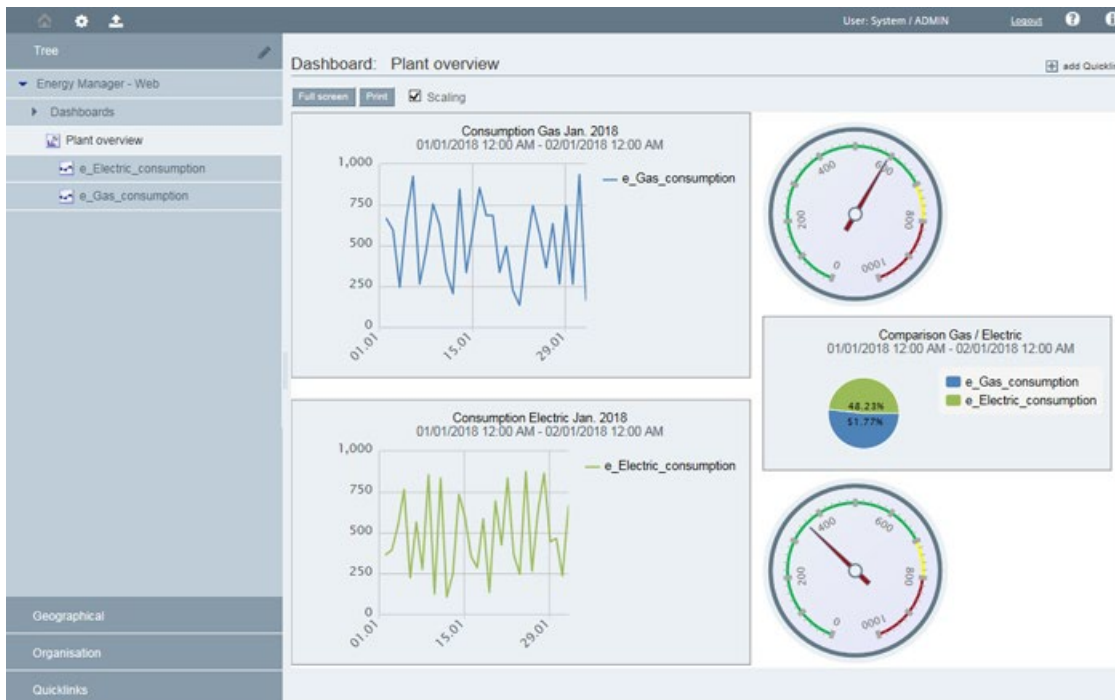 User: System / ADMIN
Logout
Tree
Energy Manager - Web
Dashboards
Plant overview
e_Electric_consumption
e_Gas_consumption
Geographical
Organisation
Quicklinks
Dashboard: Plant overview
add Quicklin
Full screen
Print
Scaling
Consumption Gas Jan. 2018
01/01/2018 12:00 AM - 02/01/2018 12:00 AM
1,000
750
500
250
0
01.01
15.01
29.01
e_Gas_consumption
0
200
400
600
800
1000
Comparison Gas / Electric
01/01/2018 12:00 AM - 02/01/2018 12:00 AM
48.23%
51.77%
e_Gas_consumption
e_Electric_consumption
Consumption Electric Jan. 2018
01/01/2018 12:00 AM - 02/01/2018 12:00 AM
1,000
750
500
250
0
01.01
15.01
29.01
e_Electric_consumption
0
200
400
600
800
1000